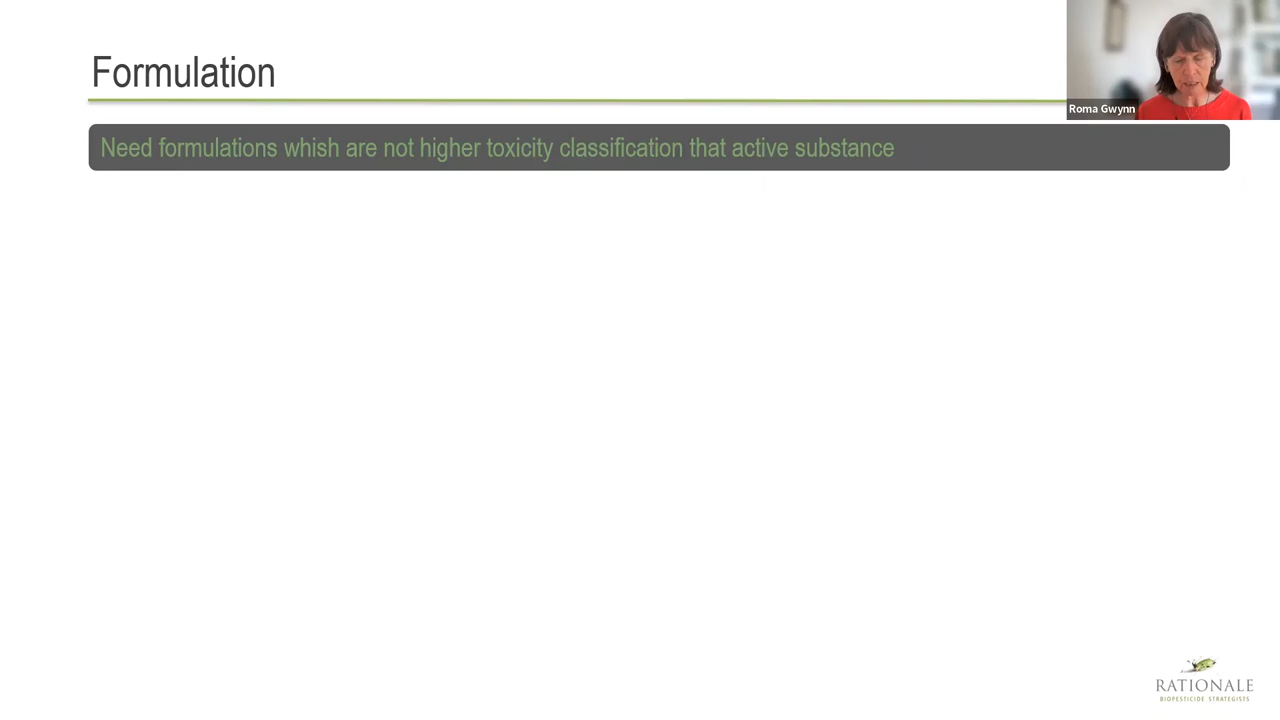 Formulation
Roma Gwynn
Need formulations whish are not higher toxicity classification that active substance
RATIONALE
BIOPESTICIDE STRATEGISTS